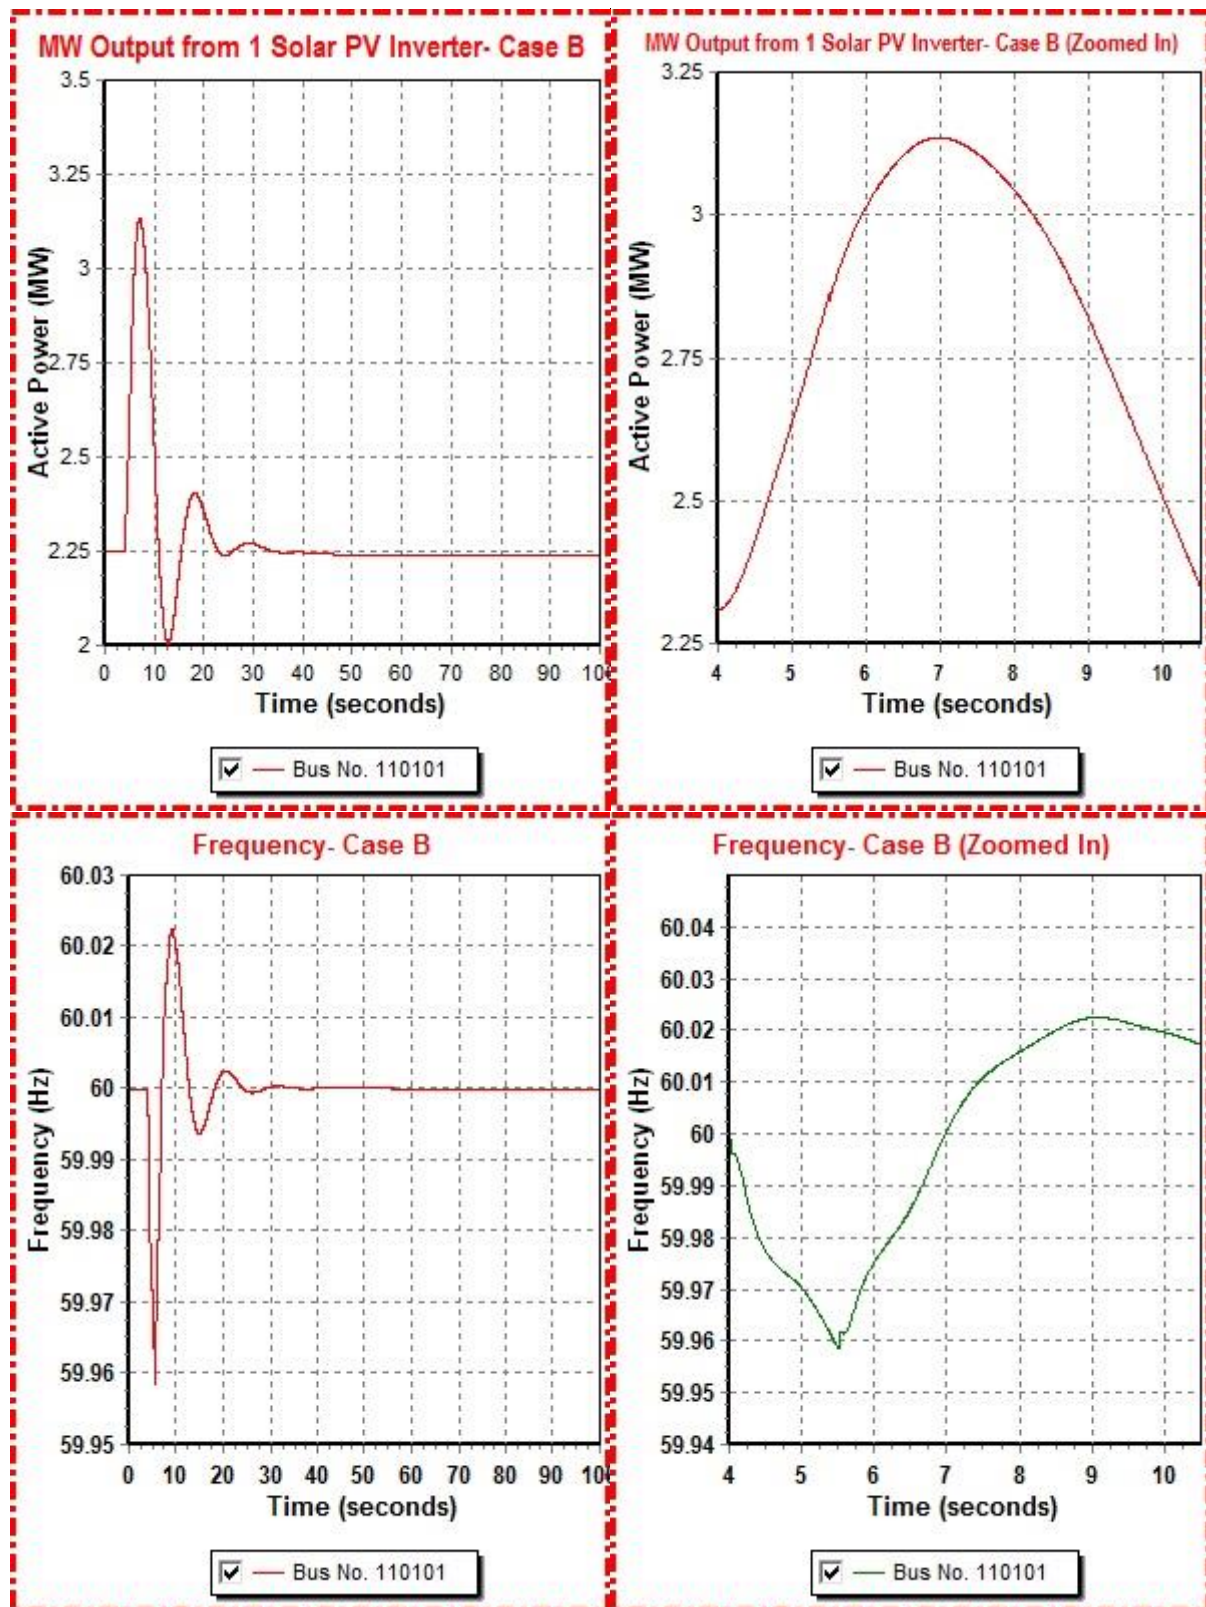 MW Output from 1 Solar PV Inverter- Case B
3.5
3.25
3
2.75
2.5
2.25
2
Active Power (MW)
0 10 20 30 40 50 60 70 80 90 10
Time (seconds)
Bus No. 110101
MW Output from 1 Solar PV Inverter- Case B (Zoomed In)
3.25
3
2.75
2.5
2.25
Active Power (MW)
4 5 6 7 8 9 10
Time (seconds)
Bus No. 110101
Frequency- Case B
60.03
60.02
60.01
60
59.99
59.98
59.97
59.96
59.95
Frequency (Hz)
0 10 20 30 40 50 60 70 80 90 10
Time (seconds)
Bus No. 110101
Frequency- Case B (Zoomed In)
60.04
60.03
60.02
60.01
60
59.99
59.98
59.97
59.96
59.95
59.94
Frequency (Hz)
4 5 6 7 8 9 10
Time (seconds)
Bus No. 110101